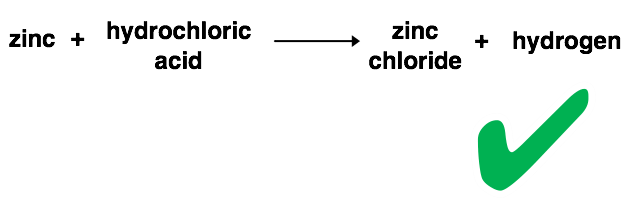 zinc + hydrochloric acid ⟶ zinc chloride + hydrogen